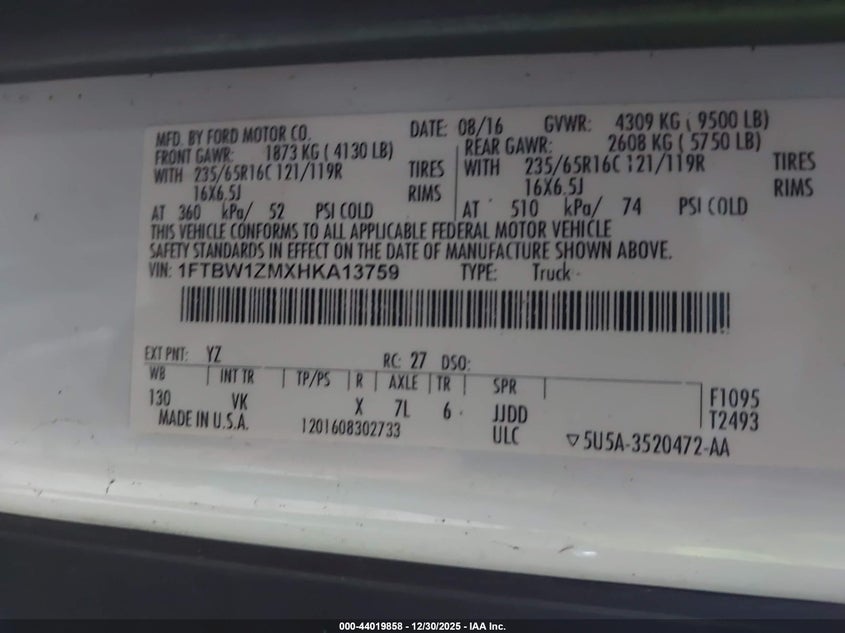 MFD. BY FORD MOTOR CO. DATE: 08/16 GVWR: 4309 KG ( 9500 LB)
FRONT GAWR: 1873 KG ( 4130 LB) REAR GAWR: 2608 KG ( 5750 LB)
WITH 235/65R16C 121/119R TIRES WITH 235/65R16C 121/119R TIRES
16X6.5J RIMS 16X6.5J RIMS
AT 360 kPa/ 52 PSI COLD AT 510 kPa/ 74 PSI COLD
THIS VEHICLE CONFORMS TO ALL APPLICABLE FEDERAL MOTOR VEHICLE
SAFETY STANDARDS IN EFFECT ON THE DATE OF MANUFACTURE SHOWN ABOVE.
VIN: 1FTBW1ZMXHKA13759 TYPE: Truck
EXT PNT: YZ RC: 27 DSO:
WB INT TR TP/PS R AXLE TR SPR
130 VK X 7L 6 JJDD F1095
MADE IN U.S.A. 1201608302733 ULC T2493
5U5A-3520472-AA
000-44019858 - 12/30/2025 - IAA Inc.